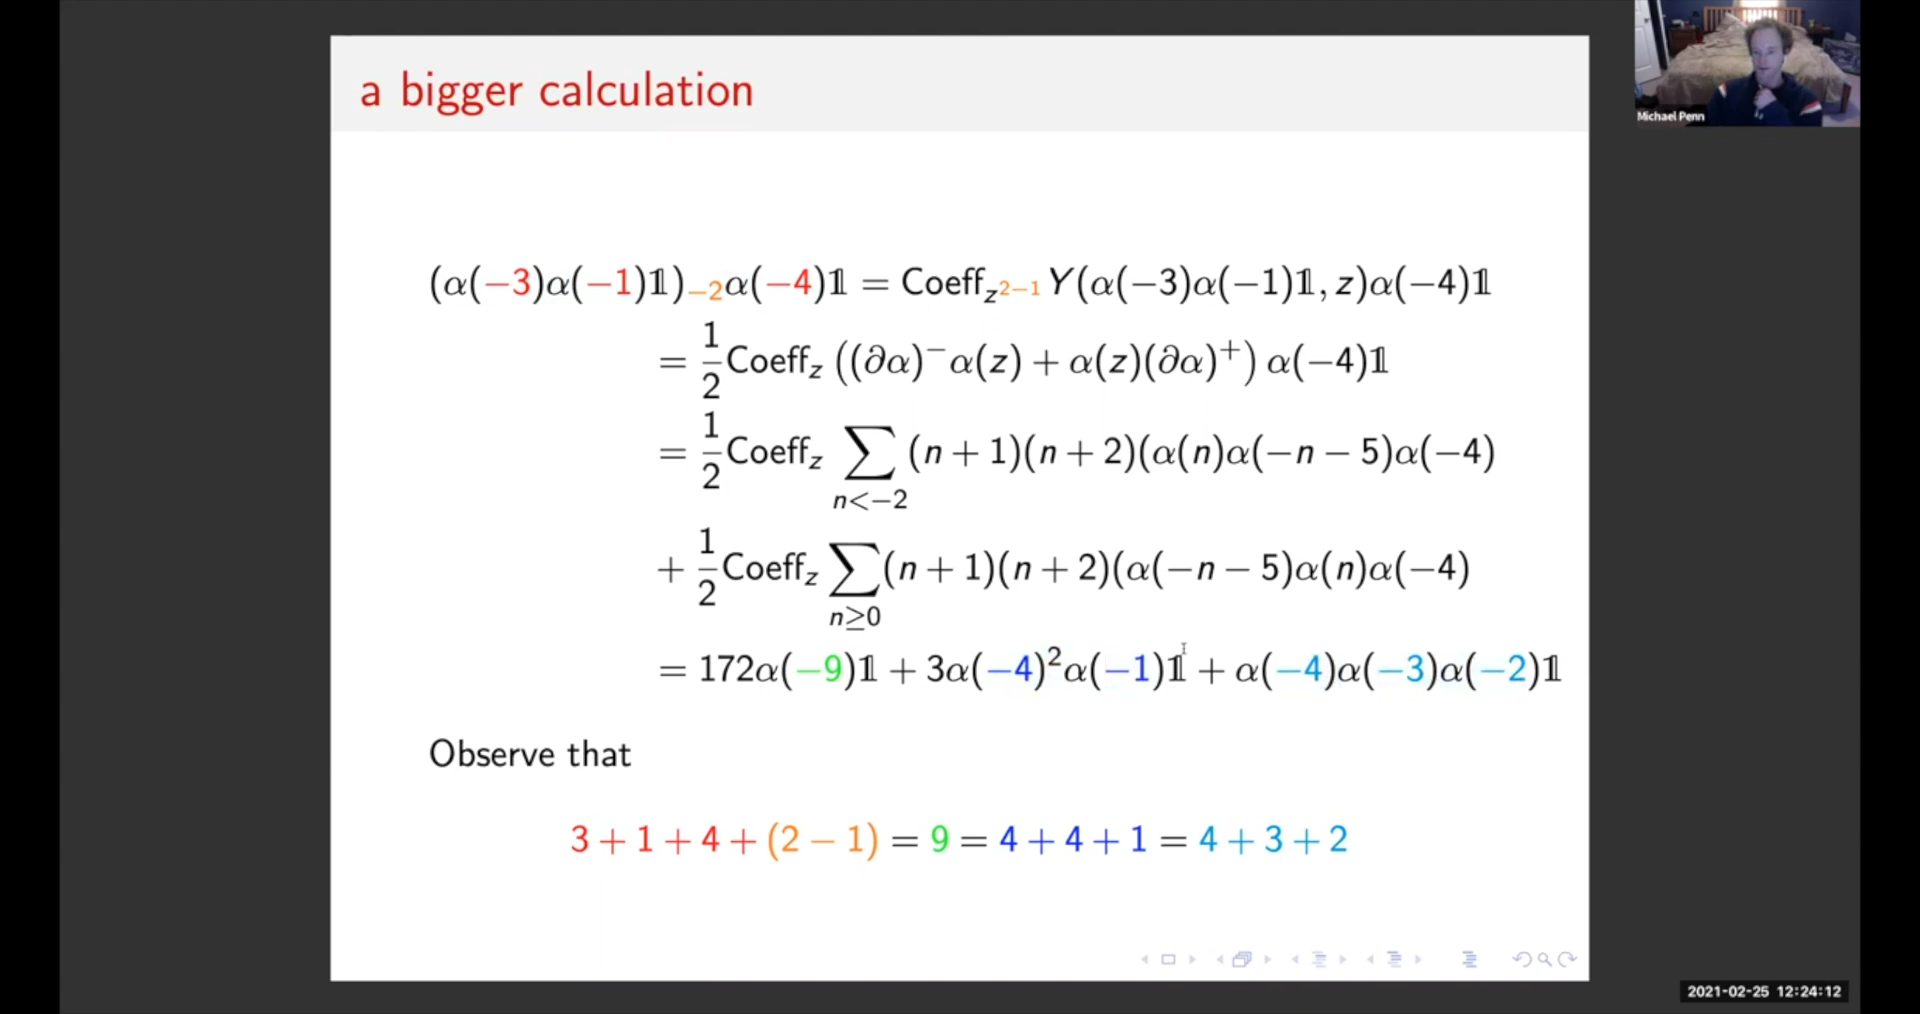 a bigger calculation
Michael Penn
(α(−3)α(−1)𝟙)₋₂α(−4)𝟙 = Coeff_{z^{2−1}} Y(α(−3)α(−1)𝟙, z)α(−4)𝟙
= \frac{1}{2}Coeff_z ((∂α)⁻α(z) + α(z)(∂α)⁺) α(−4)𝟙
= \frac{1}{2}Coeff_z ∑_{n<−2} (n + 1)(n + 2)(α(n)α(−n − 5)α(−4)
+ \frac{1}{2}Coeff_z ∑_{n≥0} (n + 1)(n + 2)(α(−n − 5)α(n)α(−4)
= 172α(−9)𝟙 + 3α(−4)²α(−1)𝟙 + α(−4)α(−3)α(−2)𝟙
Observe that
3 + 1 + 4 + (2 − 1) = 9 = 4 + 4 + 1 = 4 + 3 + 2
2021-02-25 12:24:12